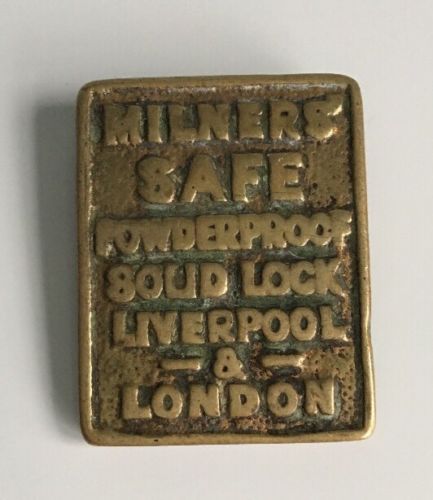 MILNERS'
SAFE
POWDERPROOF
SOLID LOCK
LIVERPOOL
– & –
LONDON